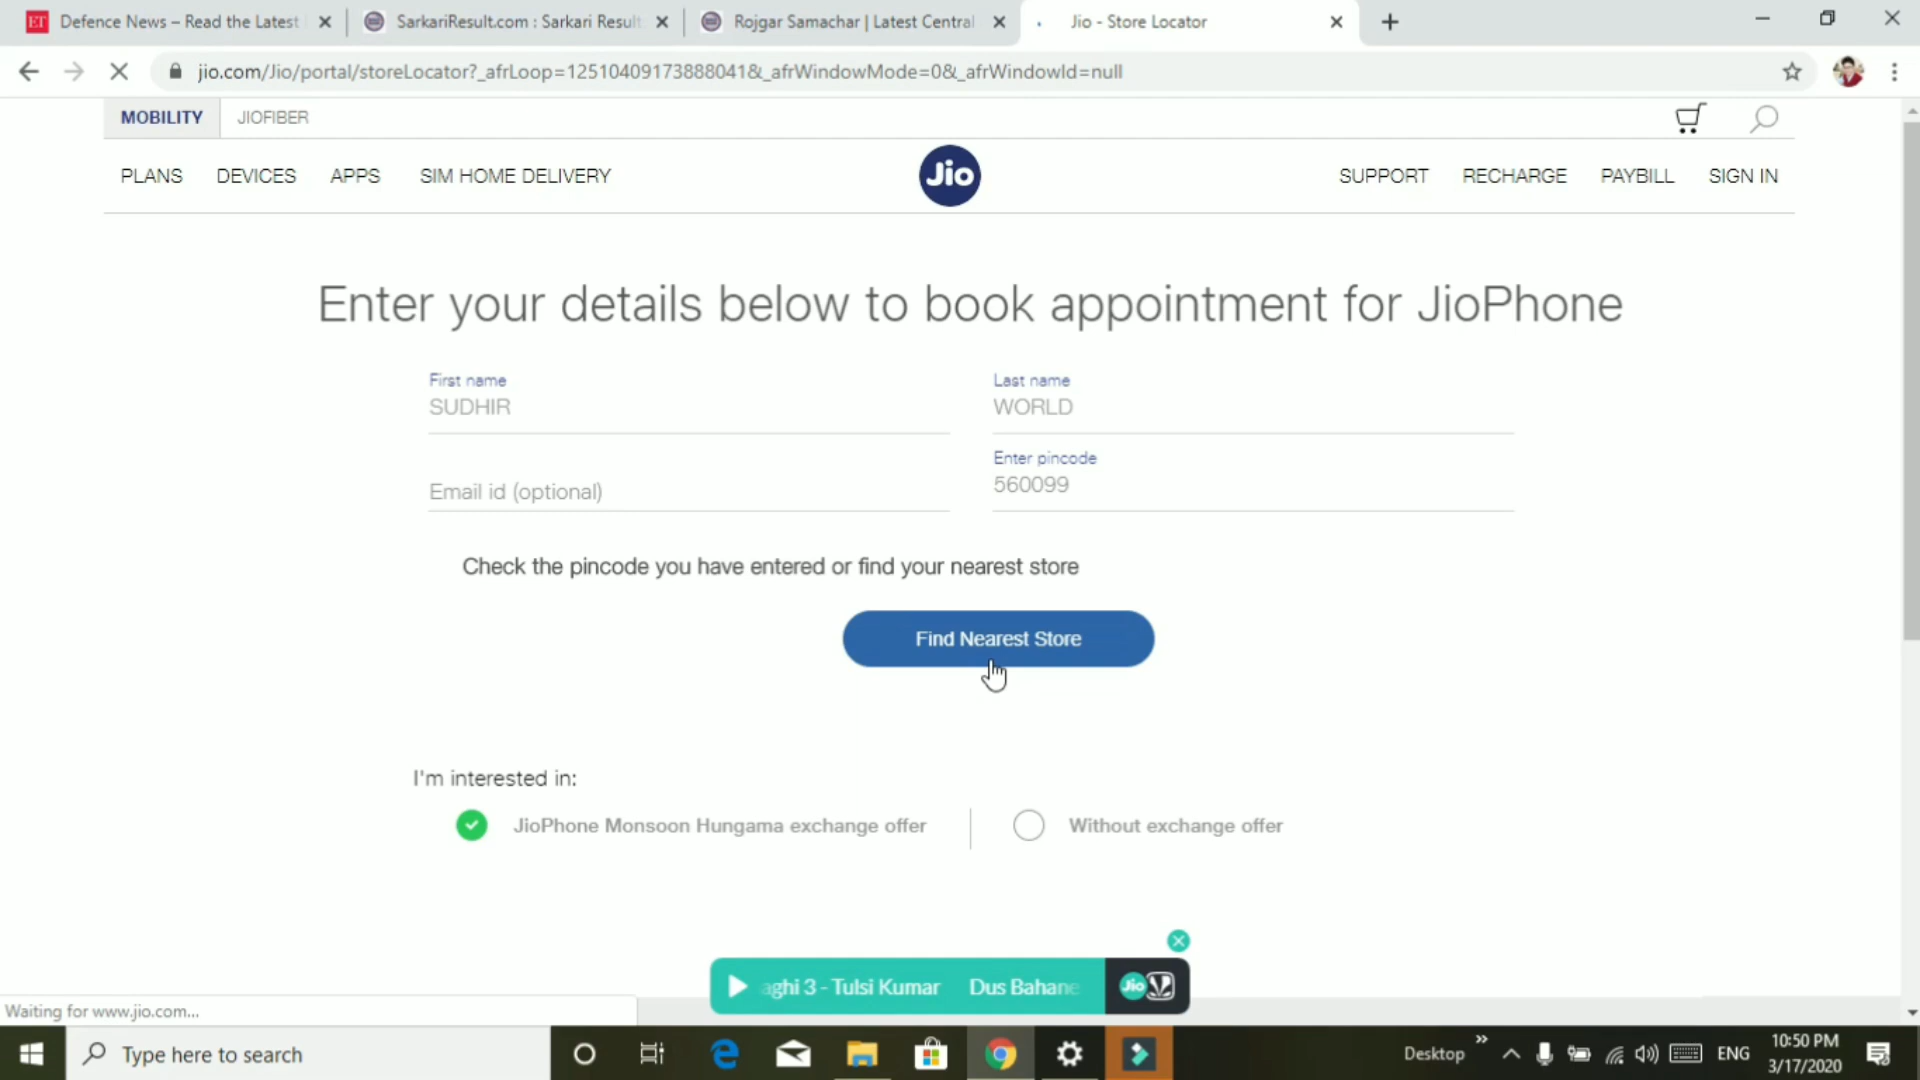 ET Defence News – Read the Latest
SarkariResult.com : Sarkari Result
Rojgar Samachar | Latest Central
Jio - Store Locator
jio.com/Jio/portal/storeLocator?_afrLoop=12510409173888041&_afrWindowMode=0&_afrWindowId=null
MOBILITY JIOFIBER
PLANS DEVICES APPS SIM HOME DELIVERY Jio SUPPORT RECHARGE PAYBILL SIGN IN
Enter your details below to book appointment for JioPhone
First name Last name
SUDHIR WORLD
Enter pincode
Email id (optional) 560099
Check the pincode you have entered or find your nearest store
Find Nearest Store
I'm interested in:
JioPhone Monsoon Hungama exchange offer Without exchange offer
aghi 3 - Tulsi Kumar Dus Bahane Jio
Waiting for www.jio.com...
Type here to search Desktop ENG 10:50 PM
3/17/2020